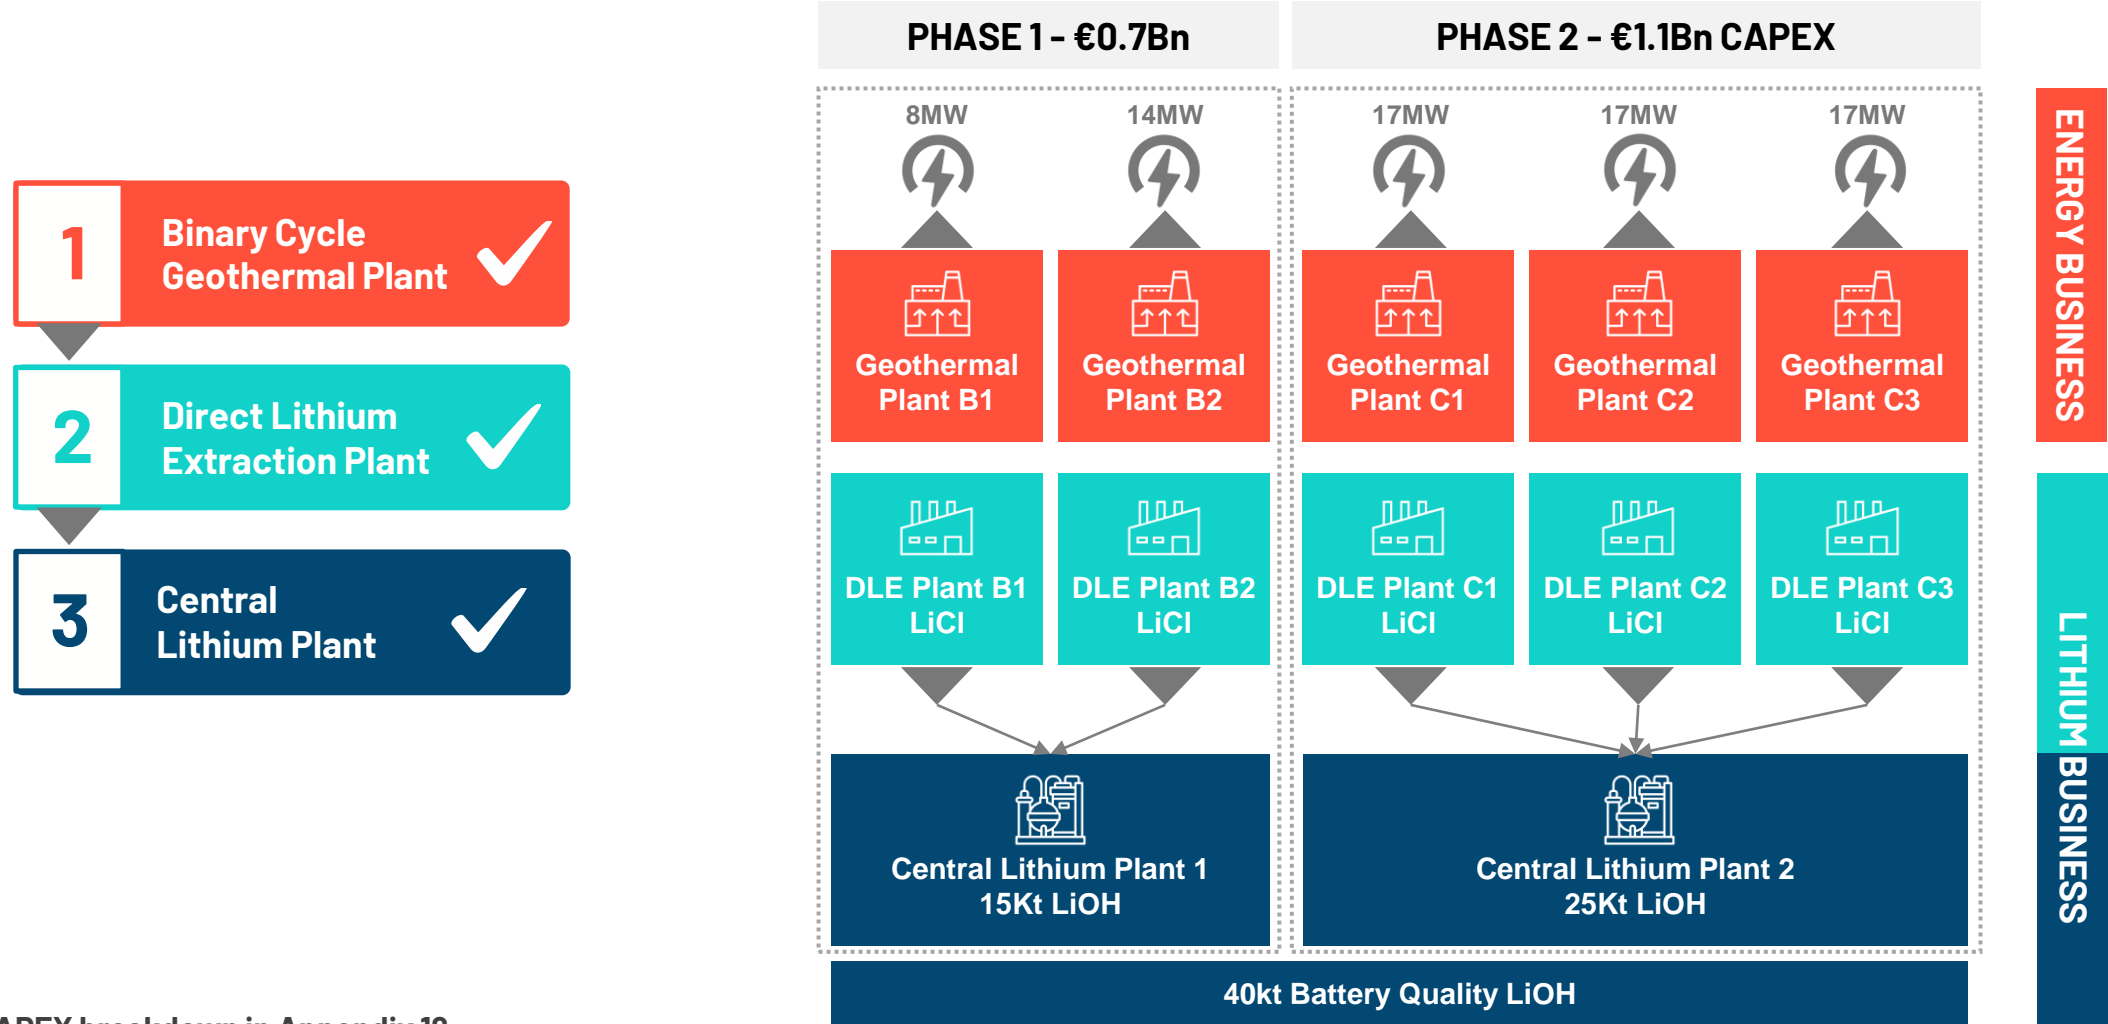 PHASE 1 - €0.7Bn
PHASE 2 - €1.1Bn CAPEX
8MW
14MW
17MW
17MW
17MW
1
Binary Cycle
Geothermal Plant
2
Direct Lithium
Extraction Plant
3
Central
Lithium Plant
Geothermal
Plant B1
Geothermal
Plant B2
Geothermal
Plant C1
Geothermal
Plant C2
Geothermal
Plant C3
DLE Plant B1
LiCl
DLE Plant B2
LiCl
DLE Plant C1
LiCl
DLE Plant C2
LiCl
DLE Plant C3
LiCl
Central Lithium Plant 1
15Kt LiOH
Central Lithium Plant 2
25Kt LiOH
40kt Battery Quality LiOH
ENERGY BUSINESS
LITHIUM BUSINESS
breakdown in Appendix